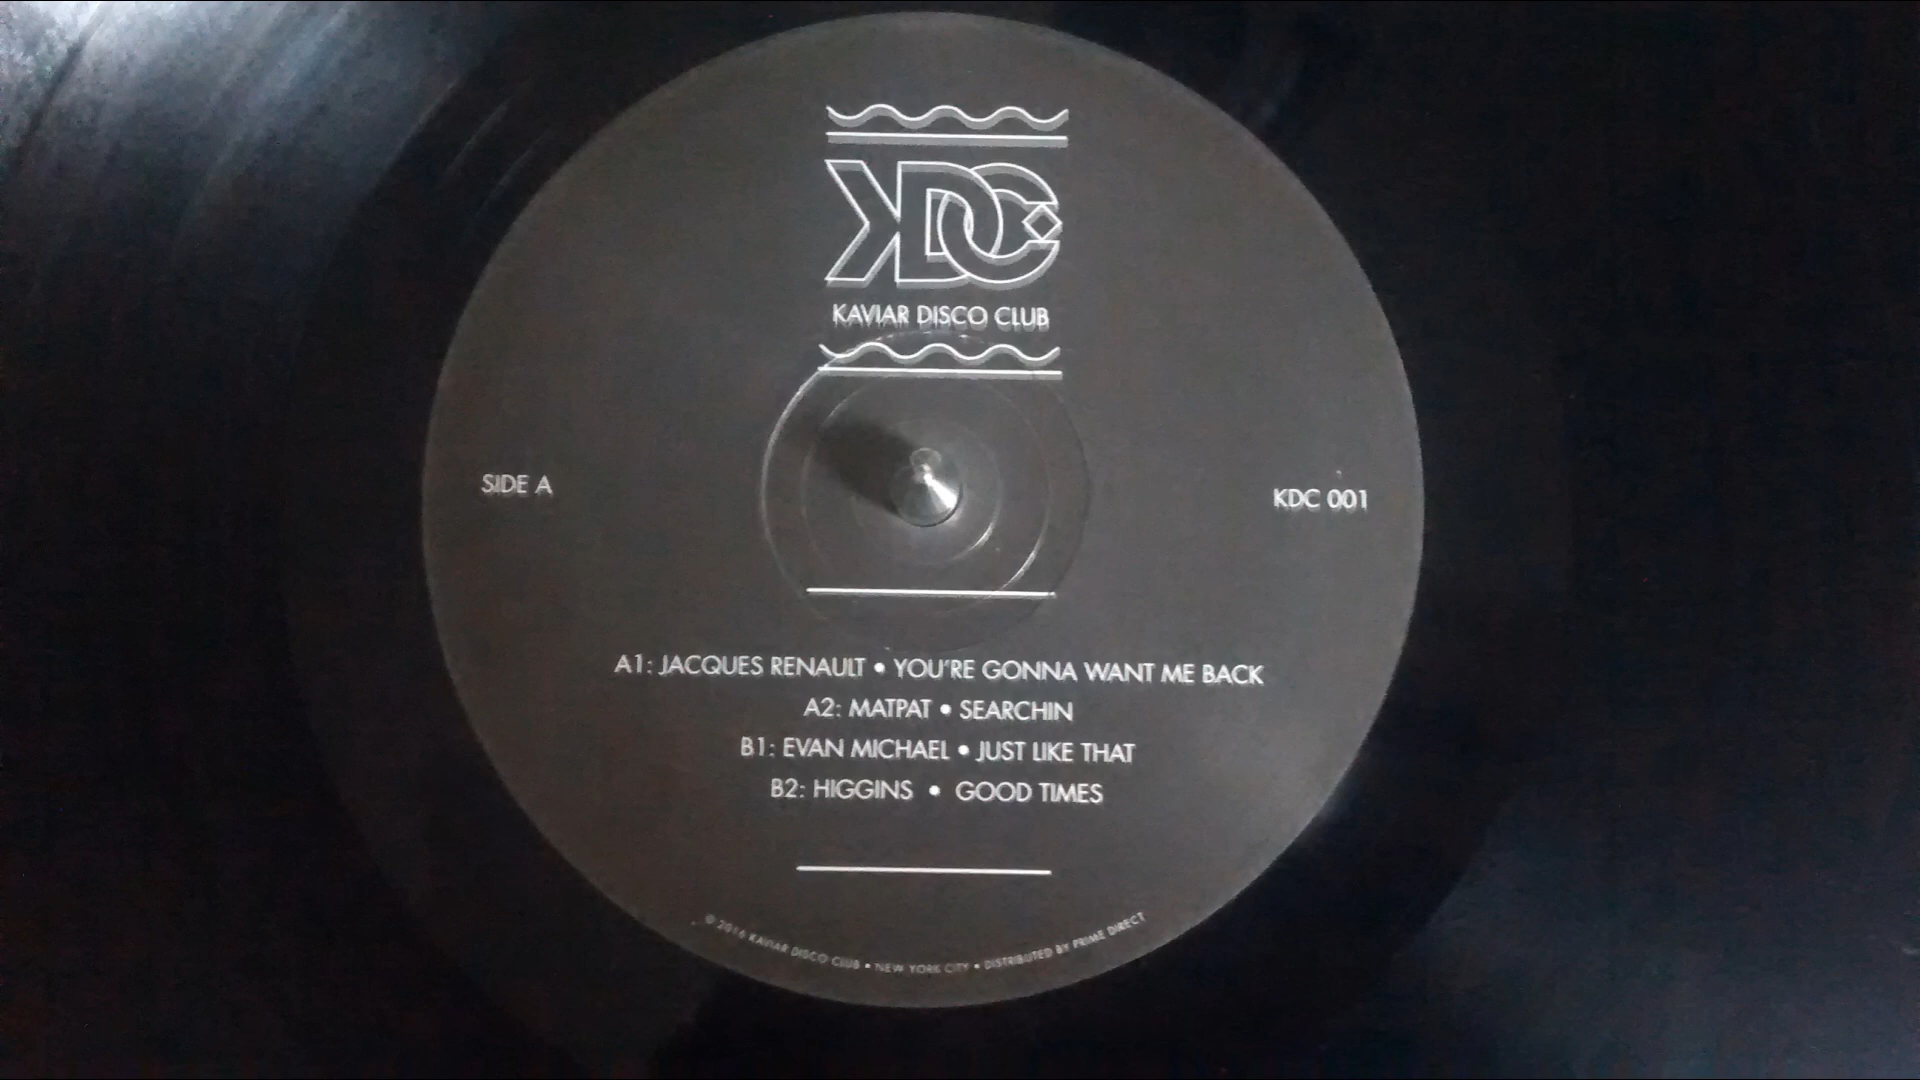 KDC
KAVIAR DISCO CLUB
SIDE A
KDC 001
A1: JACQUES RENAULT • YOU'RE GONNA WANT ME BACK
A2: MATPAT • SEARCHIN
B1: EVAN MICHAEL • JUST LIKE THAT
B2: HIGGINS • GOOD TIMES
© 2016 KAVIAR DISCO CLUB • NEW YORK CITY • DISTRIBUTED BY PRIME DIRECT